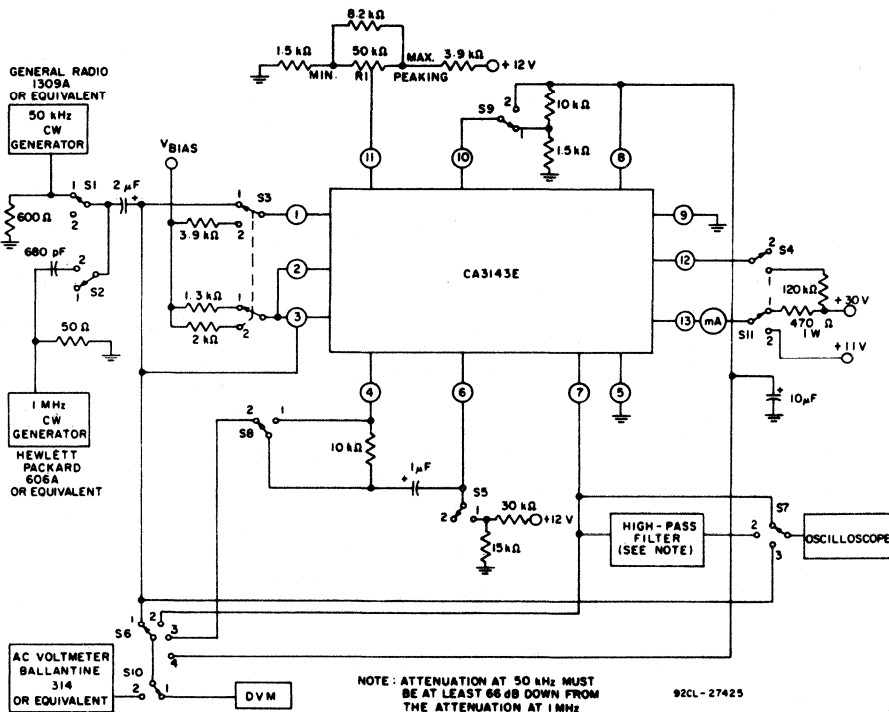 8.2 kΩ
1.5 kΩ
50 kΩ
MAX.
3.9 kΩ
+12 V
MIN.
R1
PEAKING
GENERAL RADIO
1309A
OR EQUIVALENT
50 kHz
CW
GENERATOR
VBIAS
2
S9
1
10 kΩ
1.5 kΩ
11
10
8
1
S1
2 µF
+
2
600 Ω
1
S3
2
3.9 kΩ
1
9
680 pF
2
1
S2
2
CA3143E
12
2
S4
1
50 Ω
1.3 kΩ
1
2
2 kΩ
3
13
mA
1
S11
2
120 kΩ
470 Ω
1 W
+30 V
+11 V
1 MHz
CW
GENERATOR
HEWLETT
PACKARD
606A
OR EQUIVALENT
4
6
7
5
+
10 µF
2
1
S8
10 kΩ
+
1 µF
S5
2
1
30 kΩ
+12 V
15 kΩ
HIGH-PASS
FILTER
(SEE NOTE)
S7
1
2
3
OSCILLOSCOPE
1
2
3
4
S6
AC VOLTMETER
BALLANTINE
314
OR EQUIVALENT
S10
2
1
DVM
NOTE : ATTENUATION AT 50 kHz MUST
BE AT LEAST 66 dB DOWN FROM
THE ATTENUATION AT 1 MHz
92CL-27425